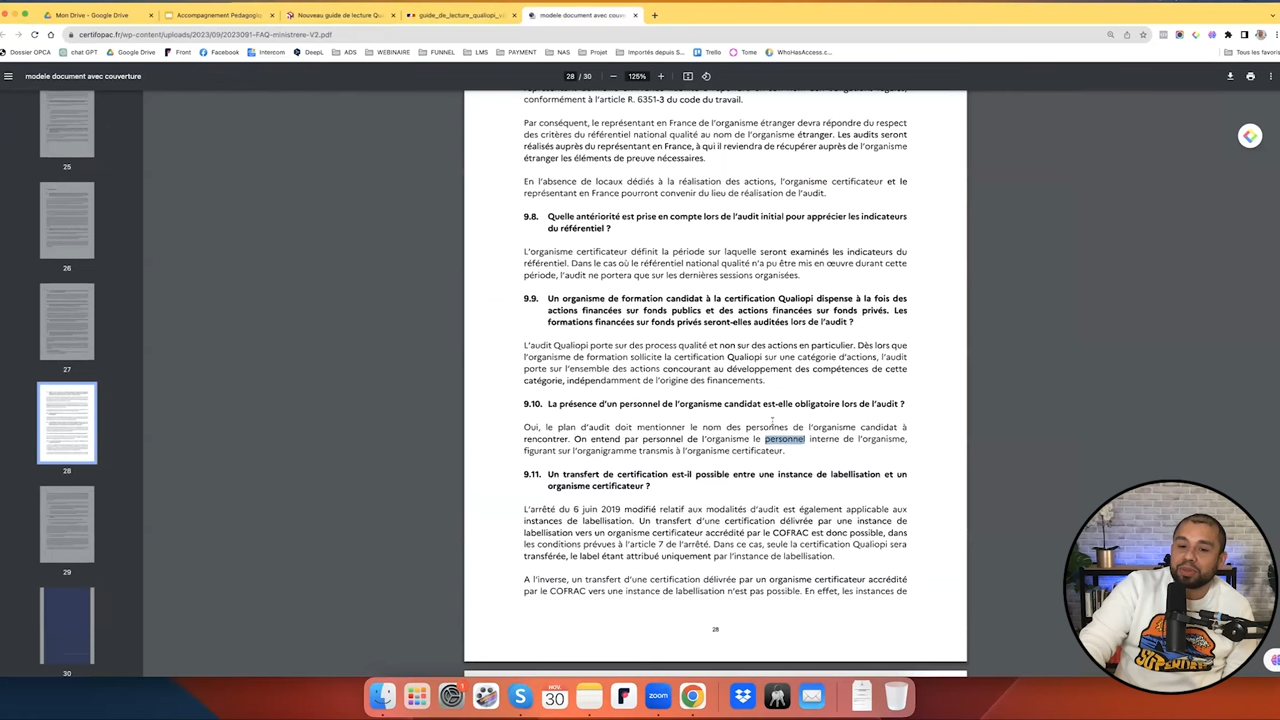 Mon Drive - Google Drive
Accompagnement Pedagogiq
Nouveau guide de lecture Qua
guide_de_lecture_qualiopi_v
modele document avec couver
certifopac.fr/wp-content/uploads/2023/09/2023091-FAQ-ministrere-V2.pdf
Dossier OPCA
chat GPT
Google Drive
Front
Facebook
Intercom
DeepL
ADS
WEBINAIRE
FUNNEL
LMS
PAYMENT
NAS
Projet
Importés depuis S...
Trello
Tome
WhoHasAccess.c...
Tous les favoris
modele document avec couverture
28 / 30
125%
conformément à l'article R. 6351-3 du code du travail.
Par conséquent, le représentant en France de l'organisme étranger devra répondre du respect
des critères du référentiel national qualité au nom de l'organisme étranger. Les audits seront
réalisés auprès du représentant en France, à qui il reviendra de récupérer auprès de l'organisme
étranger les éléments de preuve nécessaires.
En l'absence de locaux dédiés à la réalisation des actions, l'organisme certificateur et le
représentant en France pourront convenir du lieu de réalisation de l'audit.
9.8. Quelle antériorité est prise en compte lors de l'audit initial pour apprécier les indicateurs
du référentiel ?
L'organisme certificateur définit la période sur laquelle seront examinés les indicateurs du
référentiel. Dans le cas où le référentiel national qualité n'a pu être mis en œuvre durant cette
période, l'audit ne portera que sur les dernières sessions organisées.
9.9. Un organisme de formation candidat à la certification Qualiopi dispense à la fois des
actions financées sur fonds publics et des actions financées sur fonds privés. Les
formations financées sur fonds privés seront-elles auditées lors de l'audit ?
L'audit Qualiopi porte sur des process qualité et non sur des actions en particulier. Dès lors que
l'organisme de formation sollicite la certification Qualiopi sur une catégorie d'actions, l'audit
porte sur l'ensemble des actions concourant au développement des compétences de cette
catégorie, indépendamment de l'origine des financements.
9.10. La présence d'un personnel de l'organisme candidat est-elle obligatoire lors de l'audit ?
Oui, le plan d'audit doit mentionner le nom des personnes de l'organisme candidat à
rencontrer. On entend par personnel de l'organisme le personnel interne de l'organisme,
figurant sur l'organigramme transmis à l'organisme certificateur.
9.11. Un transfert de certification est-il possible entre une instance de labellisation et un
organisme certificateur ?
L'arrêté du 6 juin 2019 modifié relatif aux modalités d'audit est également applicable aux
instances de labellisation. Un transfert d'une certification délivrée par une instance de
labellisation vers un organisme certificateur accrédité par le COFRAC est donc possible, dans
les conditions prévues à l'article 7 de l'arrêté. Dans ce cas, seule la certification Qualiopi sera
transférée, le label étant attribué uniquement par l'instance de labellisation.
A l'inverse, un transfert d'une certification délivrée par un organisme certificateur accrédité
par le COFRAC vers une instance de labellisation n'est pas possible. En effet, les instances de
28
25
26
27
28
29
30
NOV.
30
zoom